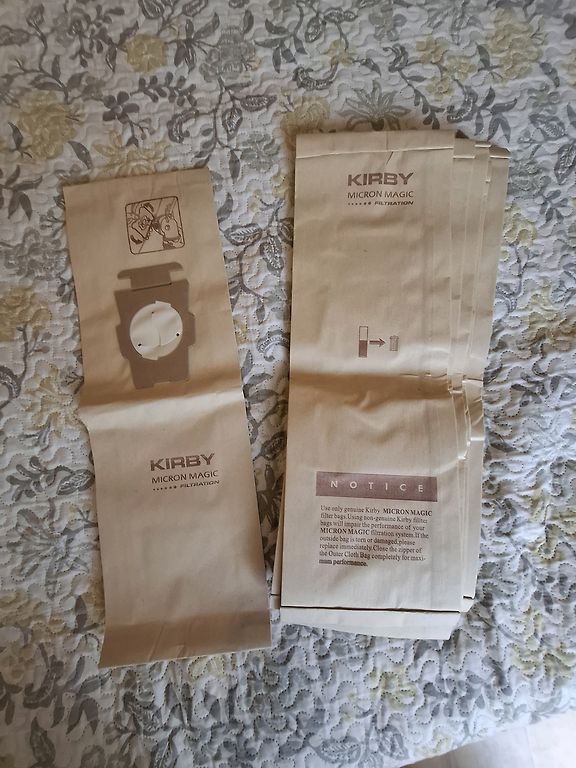 KIRBY
MICRON MAGIC
FILTRATION
KIRBY
MICRON MAGIC
FILTRATION
NOTICE
Use only genuine Kirby MICRON MAGIC
filter bags.Using non-genuine Kirby fillter
bags will impair the performance of your
MICRON MAGIC filtration system.If the
outside bag is torn or damaged,please
replace immediately.Close the zipper of
the Outer Cloth Bag completely for maxi-
mum performance.